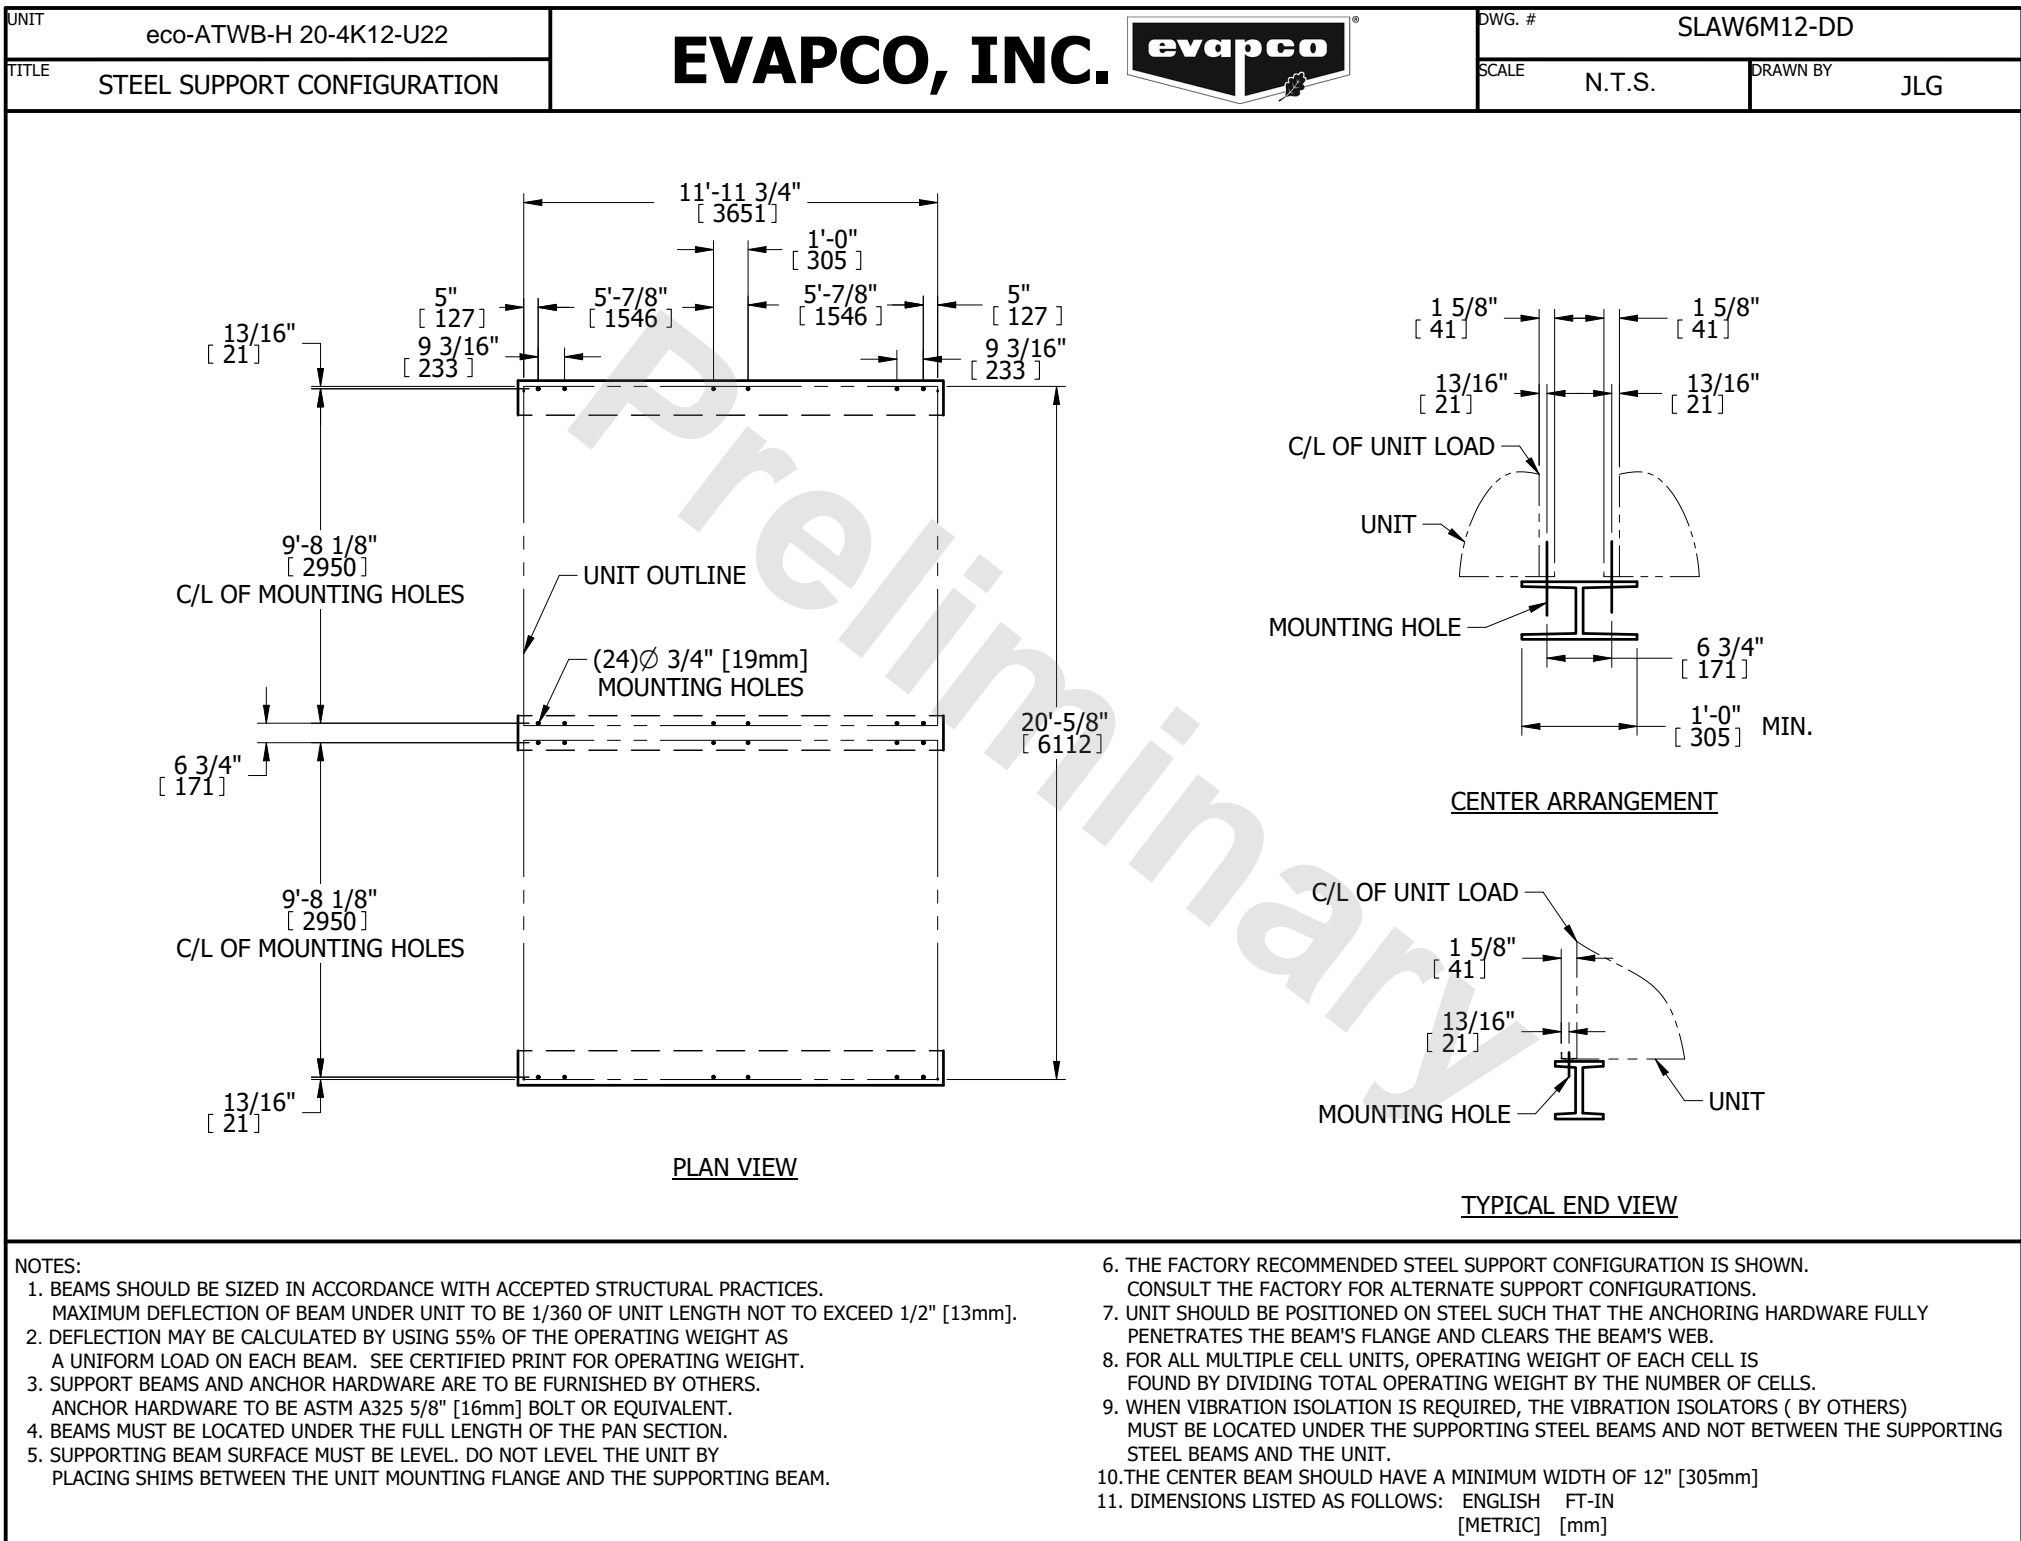 UNIT
eco-ATWB-H 20-4K12-U22
TITLE
STEEL SUPPORT CONFIGURATION
EVAPCO, INC.
evapco
®
DWG. #
SLAW6M12-DD
SCALE
N.T.S.
DRAWN BY
JLG
11'-11 3/4"
[ 3651]
1'-0"
[ 305 ]
5"
[ 127]
5'-7/8"
[ 1546 ]
5'-7/8"
[ 1546 ]
5"
[ 127 ]
13/16"
[ 21]
9 3/16"
[ 233 ]
9 3/16"
[ 233 ]
9'-8 1/8"
[ 2950]
C/L OF MOUNTING HOLES
UNIT OUTLINE
(24)Ø 3/4" [19mm]
MOUNTING HOLES
6 3/4"
[ 171]
20'-5/8"
[ 6112]
9'-8 1/8"
[ 2950]
C/L OF MOUNTING HOLES
13/16"
[ 21]
PLAN VIEW
Preliminary
1 5/8"
[ 41]
1 5/8"
[ 41]
13/16"
[ 21]
13/16"
[ 21]
C/L OF UNIT LOAD
UNIT
MOUNTING HOLE
6 3/4"
[ 171]
1'-0"
[ 305] MIN.
CENTER ARRANGEMENT
C/L OF UNIT LOAD
1 5/8"
[ 41]
13/16"
[ 21]
MOUNTING HOLE
UNIT
TYPICAL END VIEW
NOTES:
1. BEAMS SHOULD BE SIZED IN ACCORDANCE WITH ACCEPTED STRUCTURAL PRACTICES.
MAXIMUM DEFLECTION OF BEAM UNDER UNIT TO BE 1/360 OF UNIT LENGTH NOT TO EXCEED 1/2" [13mm].
2. DEFLECTION MAY BE CALCULATED BY USING 55% OF THE OPERATING WEIGHT AS
A UNIFORM LOAD ON EACH BEAM. SEE CERTIFIED PRINT FOR OPERATING WEIGHT.
3. SUPPORT BEAMS AND ANCHOR HARDWARE ARE TO BE FURNISHED BY OTHERS.
ANCHOR HARDWARE TO BE ASTM A325 5/8" [16mm] BOLT OR EQUIVALENT.
4. BEAMS MUST BE LOCATED UNDER THE FULL LENGTH OF THE PAN SECTION.
5. SUPPORTING BEAM SURFACE MUST BE LEVEL. DO NOT LEVEL THE UNIT BY
PLACING SHIMS BETWEEN THE UNIT MOUNTING FLANGE AND THE SUPPORTING BEAM.
6. THE FACTORY RECOMMENDED STEEL SUPPORT CONFIGURATION IS SHOWN.
CONSULT THE FACTORY FOR ALTERNATE SUPPORT CONFIGURATIONS.
7. UNIT SHOULD BE POSITIONED ON STEEL SUCH THAT THE ANCHORING HARDWARE FULLY
PENETRATES THE BEAM'S FLANGE AND CLEARS THE BEAM'S WEB.
8. FOR ALL MULTIPLE CELL UNITS, OPERATING WEIGHT OF EACH CELL IS
FOUND BY DIVIDING TOTAL OPERATING WEIGHT BY THE NUMBER OF CELLS.
9. WHEN VIBRATION ISOLATION IS REQUIRED, THE VIBRATION ISOLATORS ( BY OTHERS)
MUST BE LOCATED UNDER THE SUPPORTING STEEL BEAMS AND NOT BETWEEN THE SUPPORTING
STEEL BEAMS AND THE UNIT.
10.THE CENTER BEAM SHOULD HAVE A MINIMUM WIDTH OF 12" [305mm]
11. DIMENSIONS LISTED AS FOLLOWS: ENGLISH FT-IN
[METRIC] [mm]